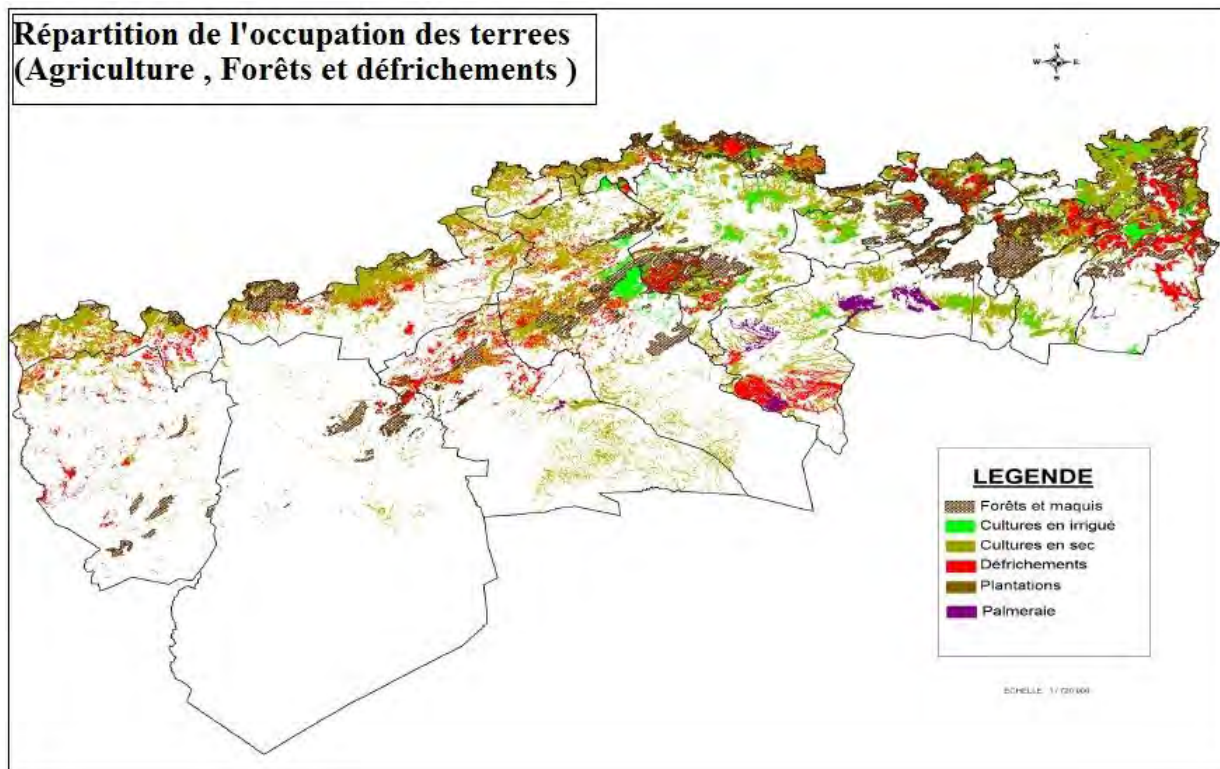 Répartition de l'occupation des terrees
(Agriculture , Forêts et défrichements )
N
W E
LEGENDE
Forêts et maquis
Cultures en irrigué
Cultures en sec
Défrichements
Plantations
Palmeraie
ECHELLE